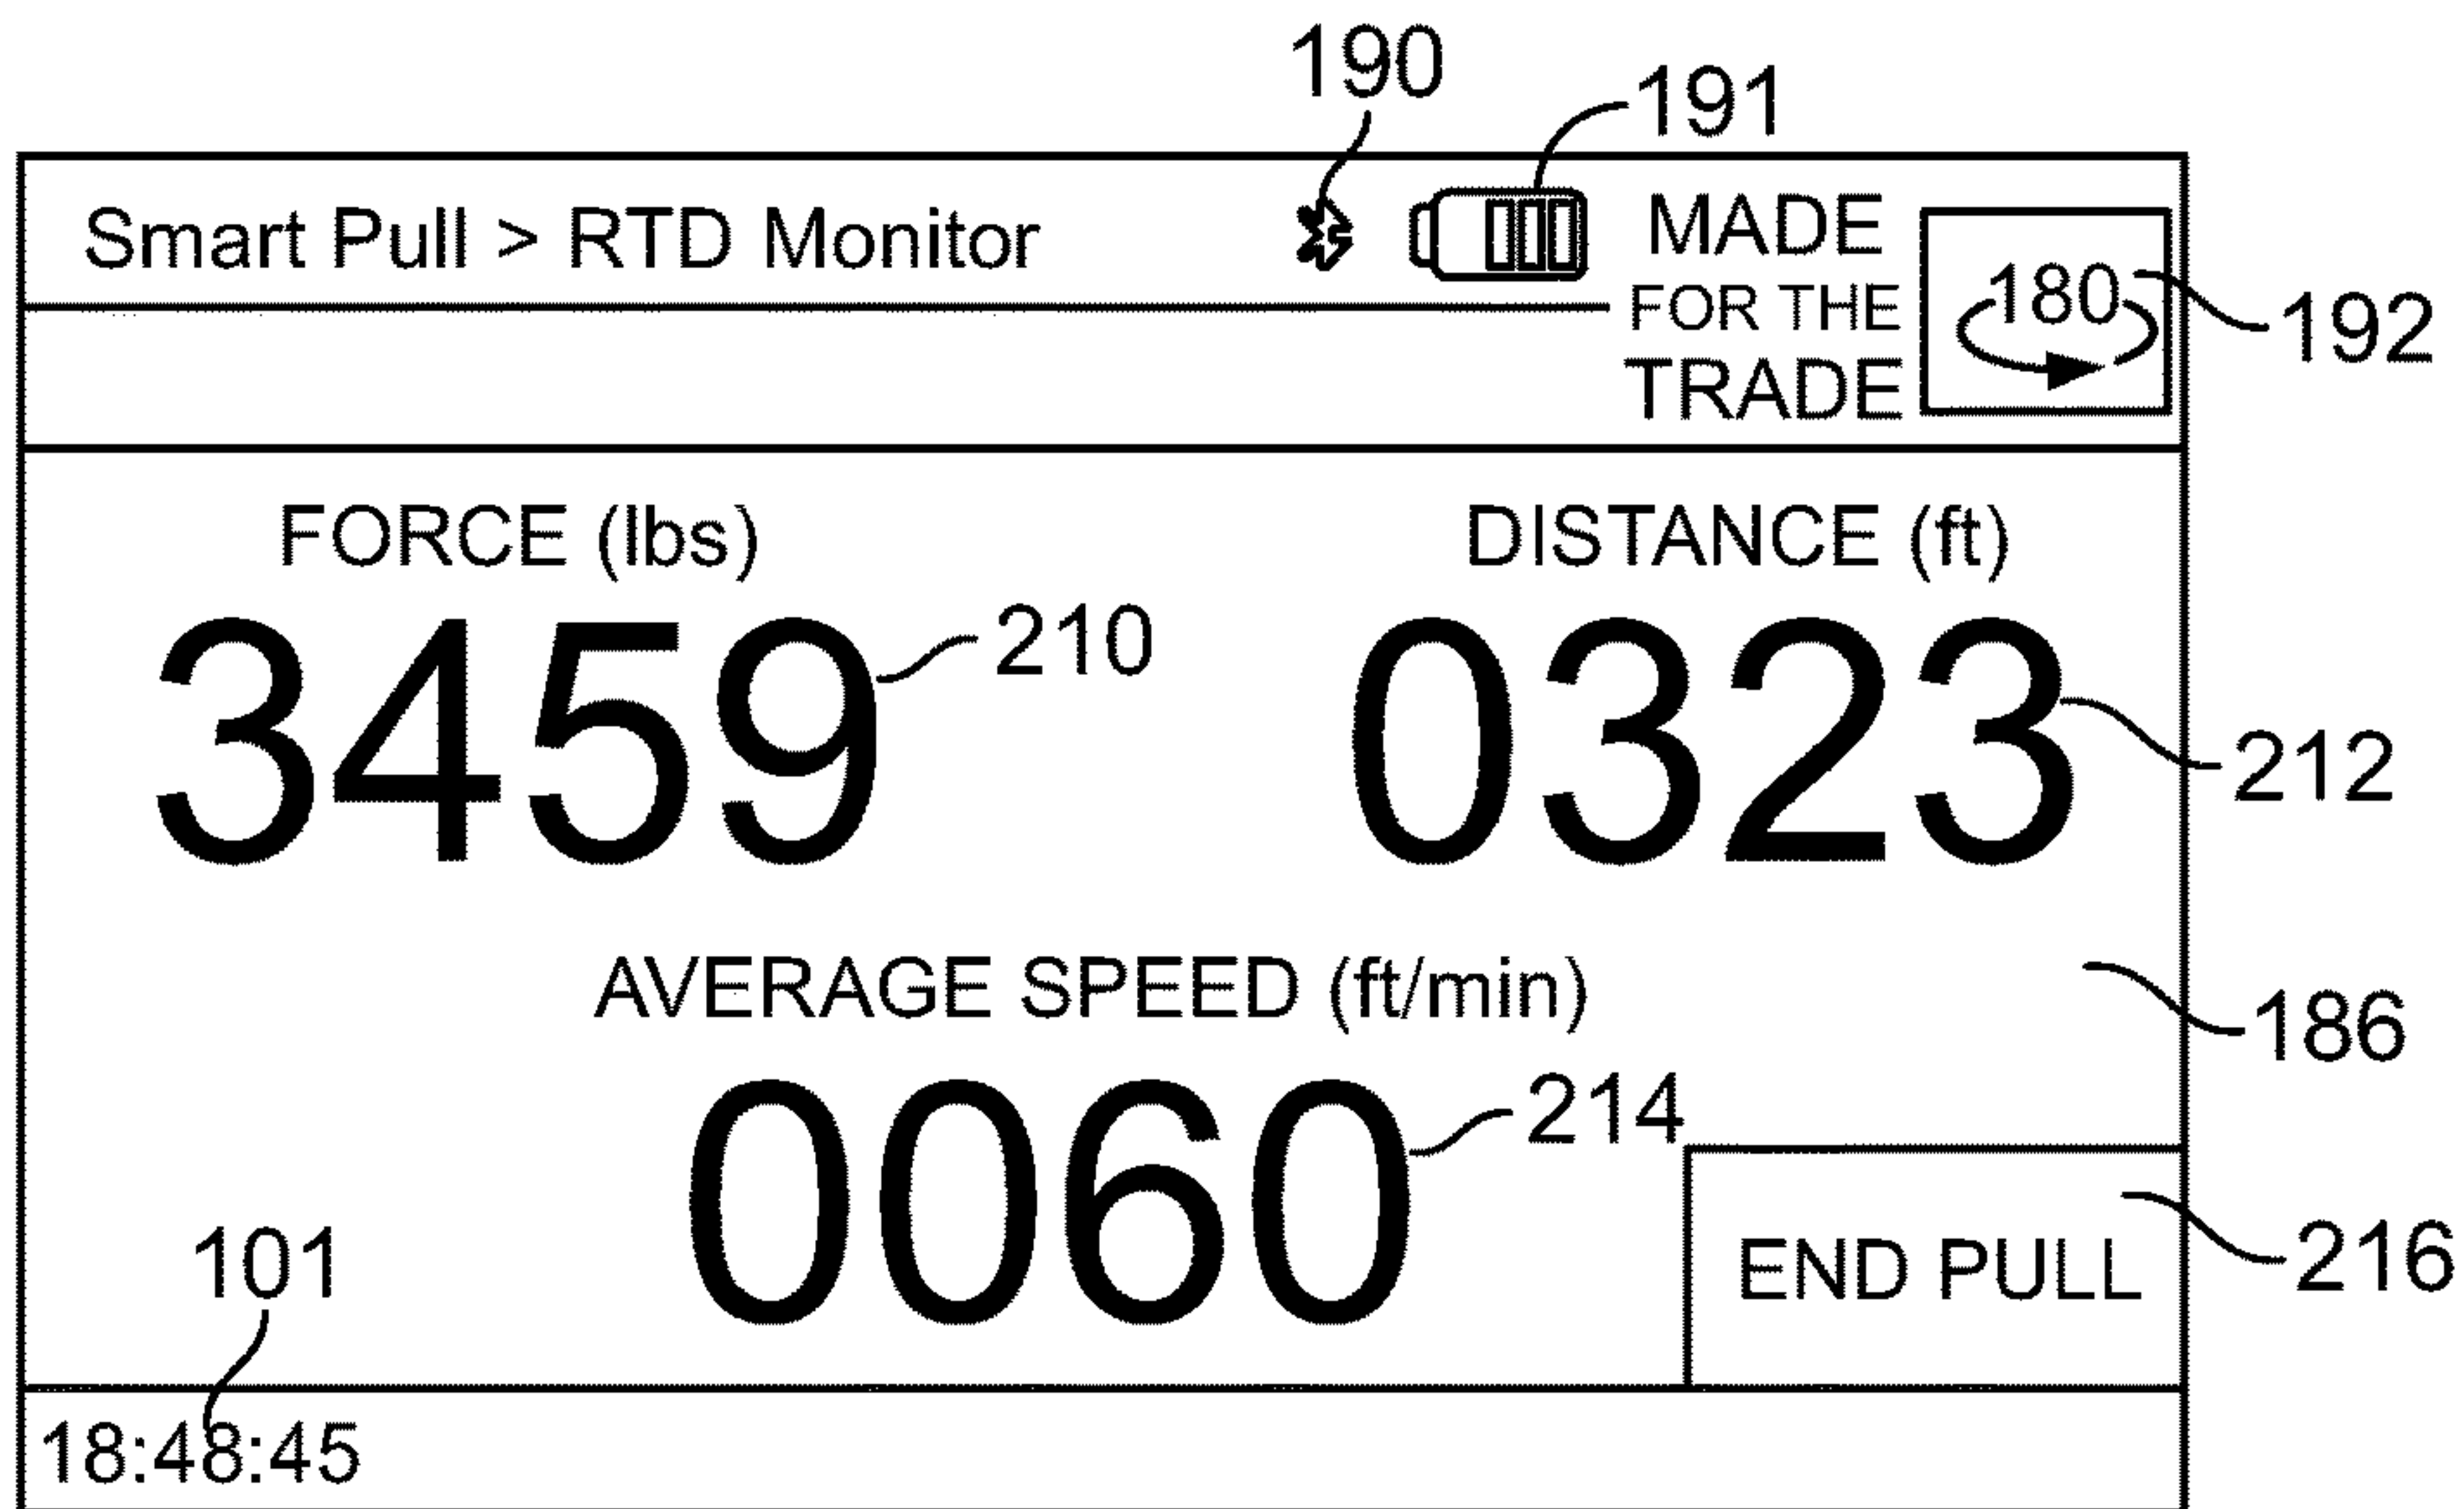 190
191
Smart Pull > RTD Monitor
MADE
FOR THE
TRADE
180
192
FORCE (lbs)
DISTANCE (ft)
3459
210
0323
212
AVERAGE SPEED (ft/min)
186
0060
214
101
END PULL
216
18:48:45